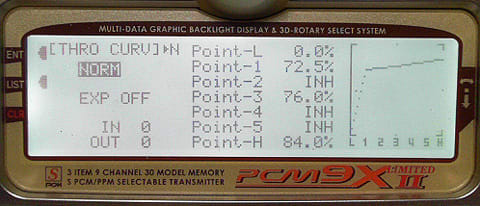 MULTI-DATA GRAPHIC BACKLIGHT DISPLAY & 3D-ROTARY SELECT SYSTEM
[THRO CURV]▸N
NORM
EXP OFF
IN 0
OUT 0
Point-L 0.0%
Point-1 72.5%
Point-2 INH
Point-3 76.0%
Point-4 INH
Point-5 INH
Point-H 84.0%
L 1 2 3 4 5 H
ENT
LIST
CLR
S
PCM
3 ITEM 9 CHANNEL 30 MODEL MEMORY
S PCM/PPM SELECTABLE TRANSMITTER
PCM9X II
LIMITED